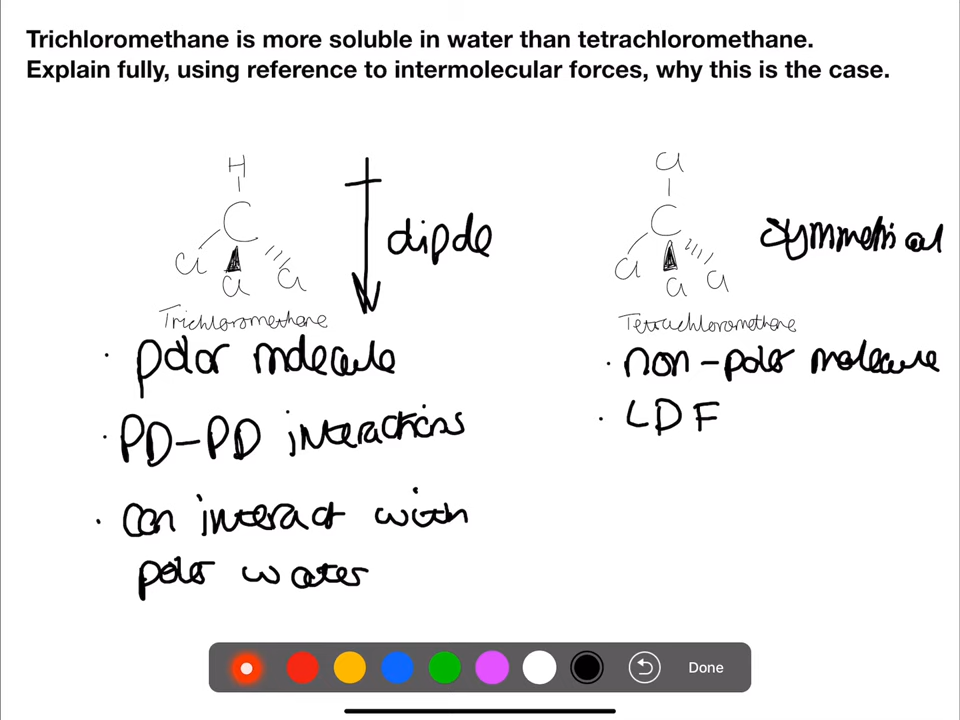 Trichloromethane is more soluble in water than tetrachloromethane.
Explain fully, using reference to intermolecular forces, why this is the case.
H
C
Cl
Cl
Cl
Trichloromethane
dipole
Cl
C
Cl
Cl
Cl
Tetrachloromethane
symmetrical
· polar molecule
· PD-PD interactions
· can interact with
polar water
· non-polar molecule
· LDF
Done